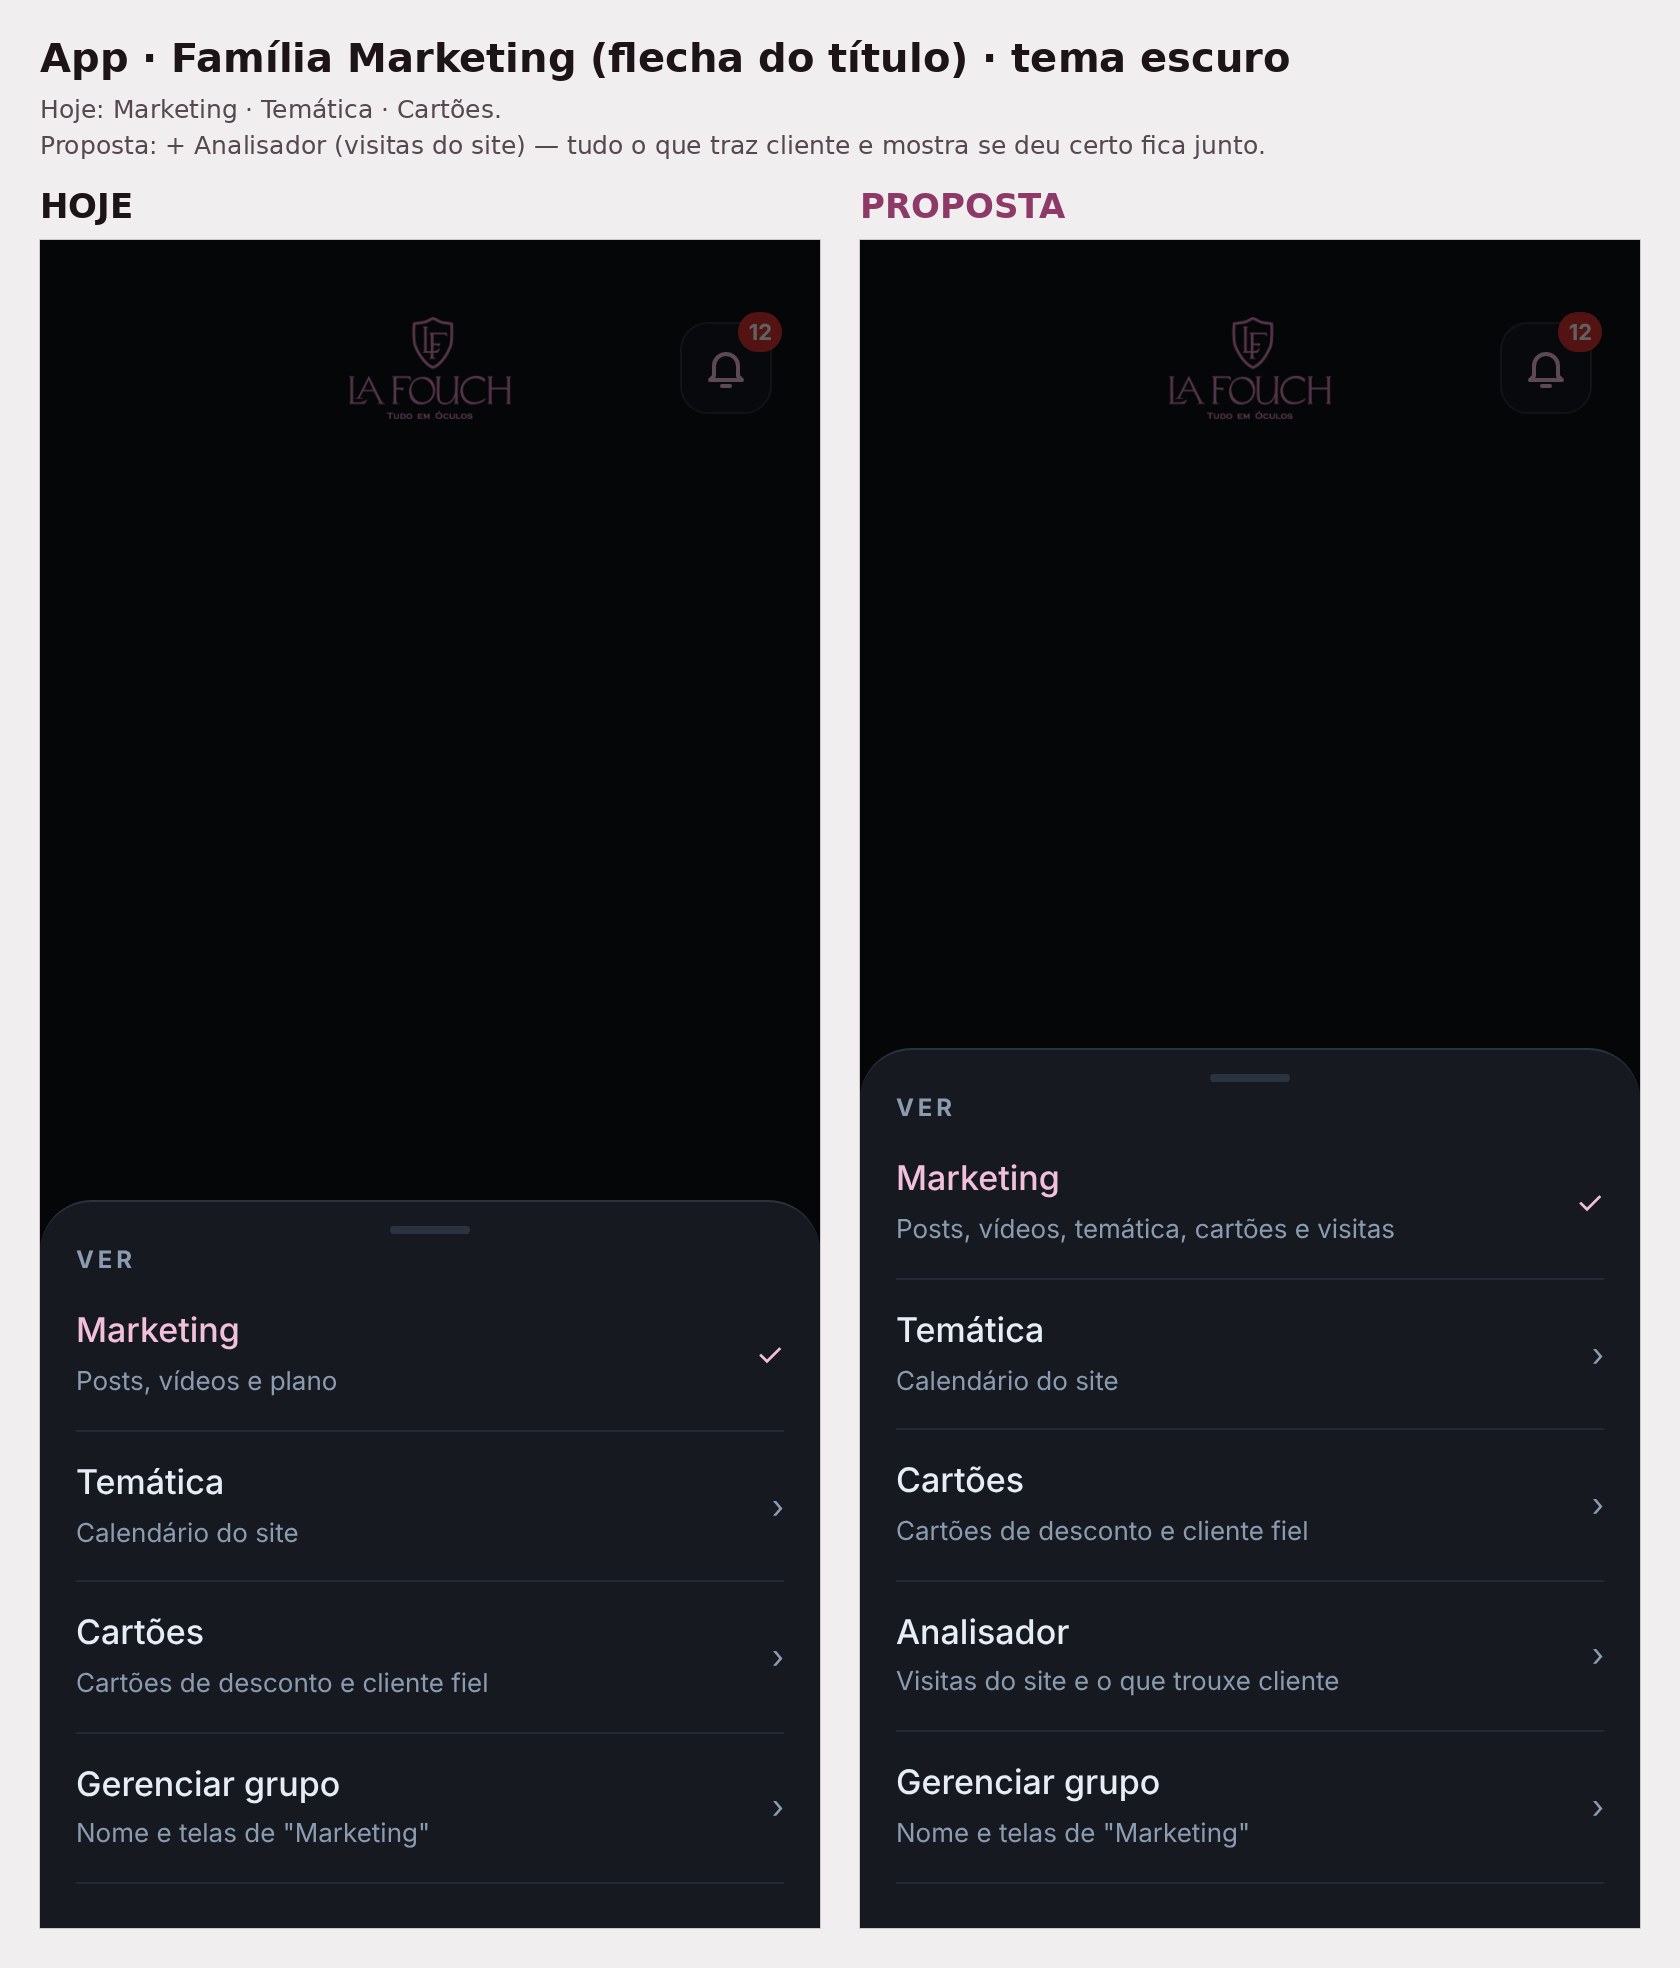 App · Família Marketing (flecha do título) · tema escuro
Hoje: Marketing · Temática · Cartões.
Proposta: + Analisador (visitas do site) — tudo o que traz cliente e mostra se deu certo fica junto.
HOJE
LF
LA FOUCH
Tudo em Óculos
12
VER
Marketing
✓
Posts, vídeos e plano
Temática
›
Calendário do site
Cartões
›
Cartões de desconto e cliente fiel
Gerenciar grupo
›
Nome e telas de "Marketing"
PROPOSTA
LF
LA FOUCH
Tudo em Óculos
12
VER
Marketing
✓
Posts, vídeos, temática, cartões e visitas
Temática
›
Calendário do site
Cartões
›
Cartões de desconto e cliente fiel
Analisador
›
Visitas do site e o que trouxe cliente
Gerenciar grupo
›
Nome e telas de "Marketing"